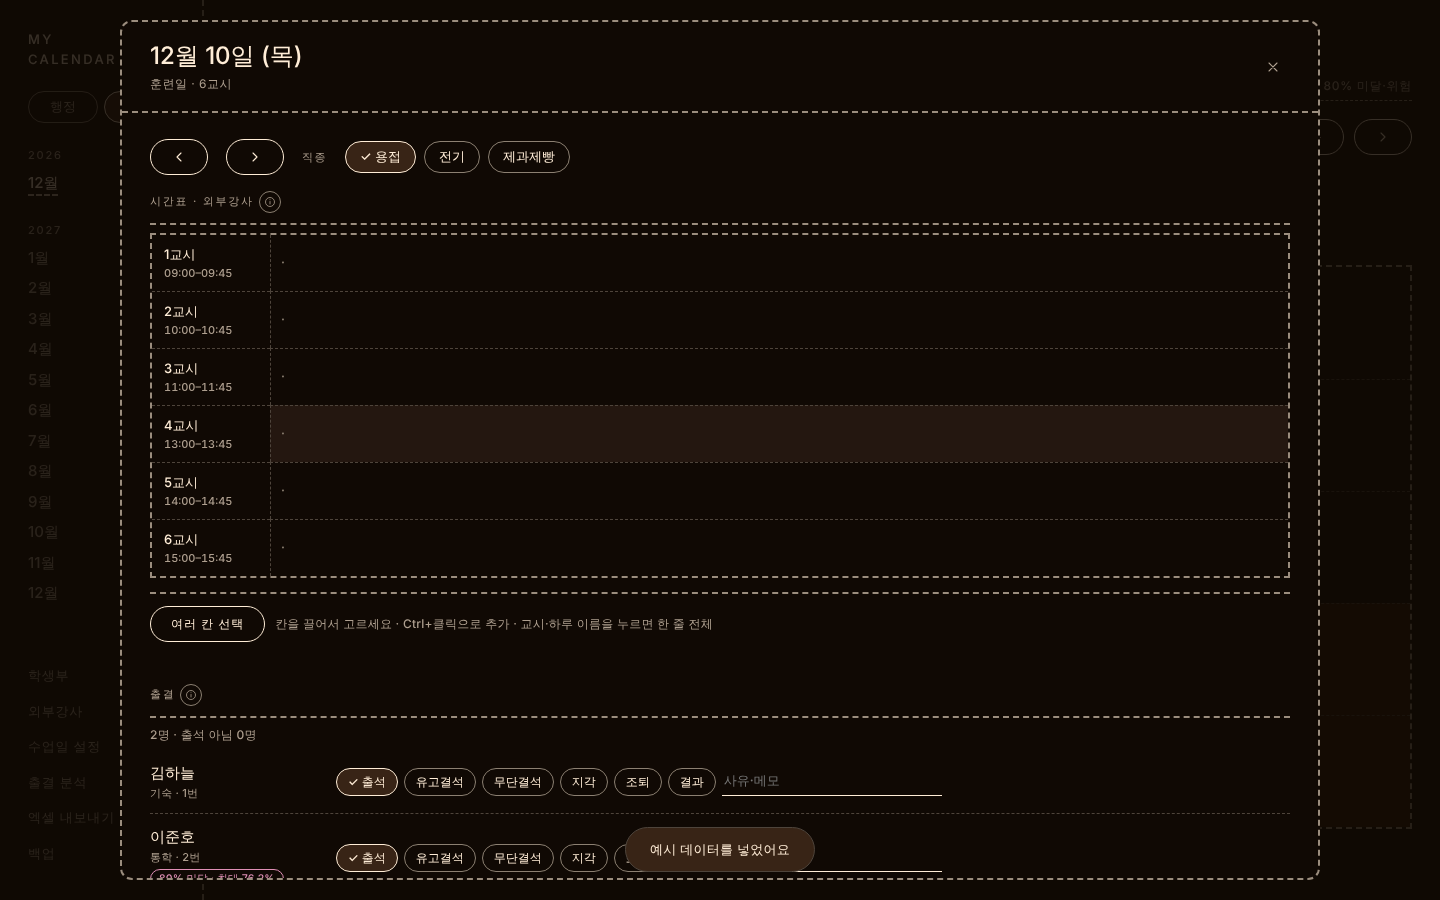 MY
CALENDAR
행정
2026
12월
2027
1월
2월
3월
4월
5월
6월
7월
8월
9월
10월
11월
12월
학생부
외부강사
수업일 설정
출결 분석
엑셀 내보내기
백업
80% 미달·위험
12월 10일 (목)
훈련일 · 6교시
직종 ✓ 용접 전기 제과제빵
시간표 · 외부강사
1교시
09:00–09:45
2교시
10:00–10:45
3교시
11:00–11:45
4교시
13:00–13:45
5교시
14:00–14:45
6교시
15:00–15:45
여러 칸 선택 칸을 끌어서 고르세요 · Ctrl+클릭으로 추가 · 교시·하루 이름을 누르면 한 줄 전체
출결
2명 · 출석 아님 0명
김하늘
기숙 · 1번
✓ 출석 유고결석 무단결석 지각 조퇴 결과 사유·메모
이준호
통학 · 2번
✓ 출석 유고결석 무단결석 지각
예시 데이터를 넣었어요